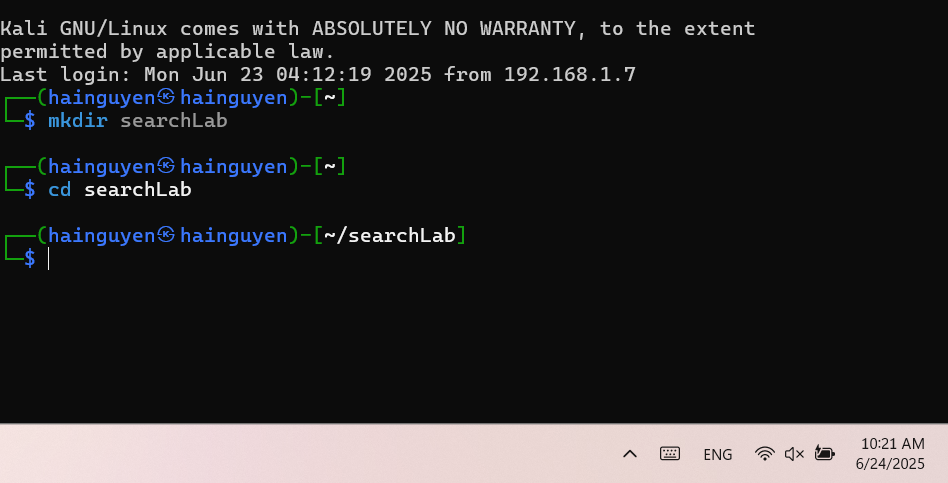 Kali GNU/Linux comes with ABSOLUTELY NO WARRANTY, to the extent
permitted by applicable law.
Last login: Mon Jun 23 04:12:19 2025 from 192.168.1.7
┌──(hainguyen㉿hainguyen)-[~]
└─$ mkdir searchLab
┌──(hainguyen㉿hainguyen)-[~]
└─$ cd searchLab
┌──(hainguyen㉿hainguyen)-[~/searchLab]
└─$
ENG
10:21 AM
6/24/2025